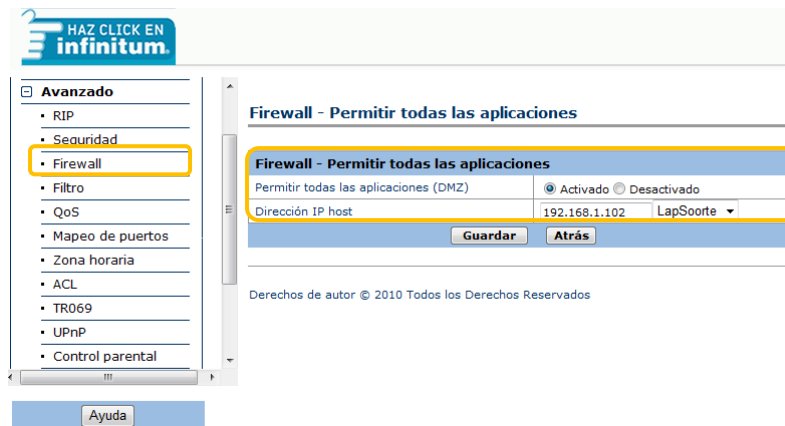 HAZ CLICK EN
infinitum.
Avanzado
RIP
Seguridad
Firewall
Filtro
QoS
Mapeo de puertos
Zona horaria
ACL
TR069
UPnP
Control parental
Ayuda
Firewall - Permitir todas las aplicaciones
Firewall - Permitir todas las aplicaciones
Permitir todas las aplicaciones (DMZ) Activado Desactivado
Dirección IP host 192.168.1.102 LapSoorte
Guardar Atrás
Derechos de autor © 2010 Todos los Derechos Reservados